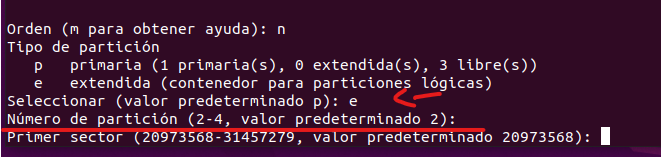 Orden (m para obtener ayuda): n
Tipo de partición
p primaria (1 primaria(s), 0 extendida(s), 3 libre(s))
e extendida (contenedor para particiones lógicas)
Seleccionar (valor predeterminado p): e
Número de partición (2-4, valor predeterminado 2):
Primer sector (20973568-31457279, valor predeterminado 20973568):